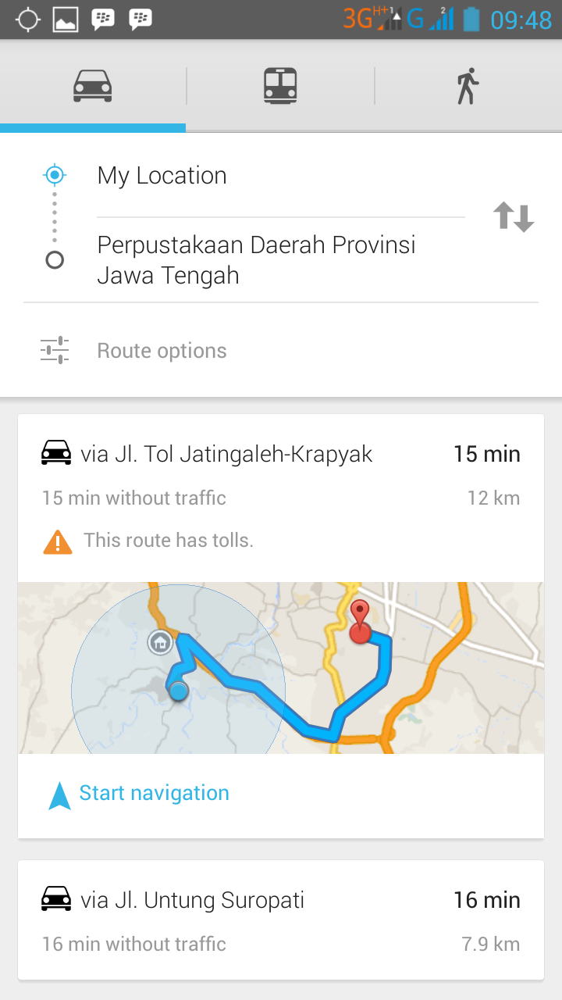 3G H+ 1 G 2 09:48
My Location
Perpustakaan Daerah Provinsi
Jawa Tengah
Route options
via Jl. Tol Jatingaleh-Krapyak 15 min
15 min without traffic 12 km
This route has tolls.
Start navigation
via Jl. Untung Suropati 16 min
16 min without traffic 7.9 km